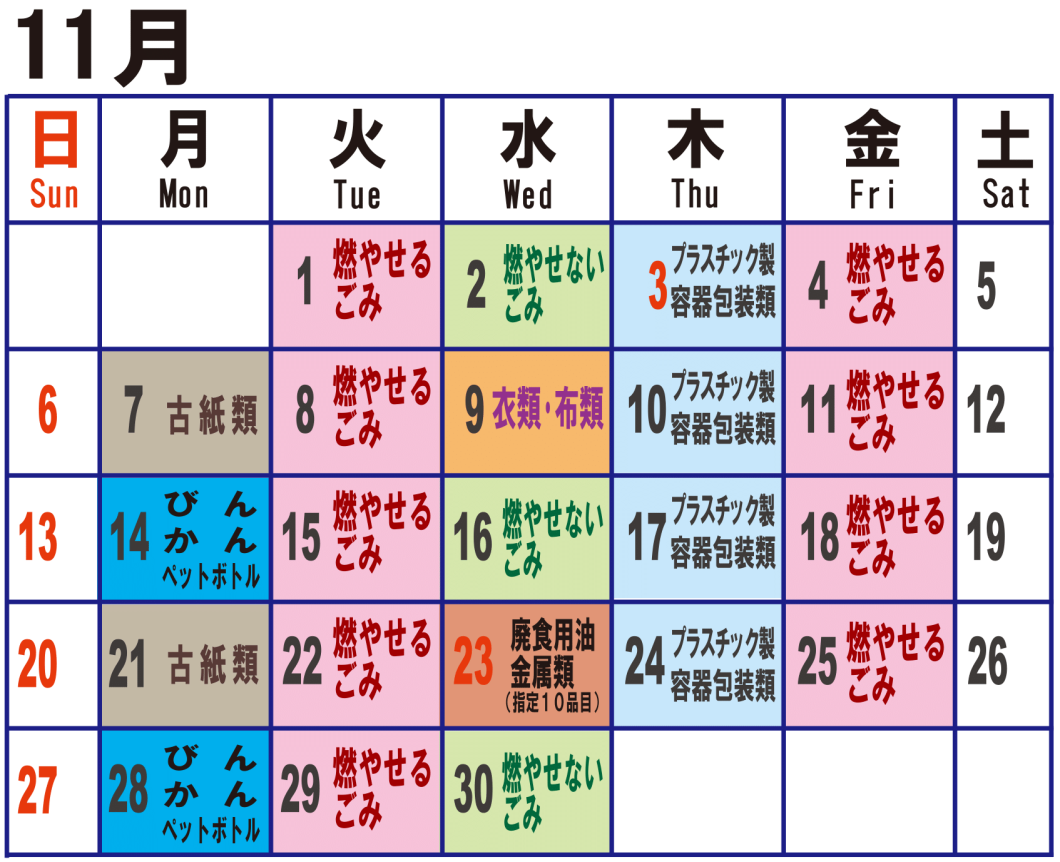 11月
日 月 火 水 木 金 土
Sun Mon Tue Wed Thu Fri Sat
1 燃やせる
ごみ
2 燃やせない
ごみ
3 プラスチック製
容器包装類
4 燃やせる
ごみ
5
6
7 古紙類
8 燃やせる
ごみ
9 衣類・布類
10 プラスチック製
容器包装類
11 燃やせる
ごみ
12
13
14 びん
かん
ペットボトル
15 燃やせる
ごみ
16 燃やせない
ごみ
17 プラスチック製
容器包装類
18 燃やせる
ごみ
19
20
21 古紙類
22 燃やせる
ごみ
23 廃食用油
金属類
(指定10品目)
24 プラスチック製
容器包装類
25 燃やせる
ごみ
26
27
28 びん
かん
ペットボトル
29 燃やせる
ごみ
30 燃やせない
ごみ